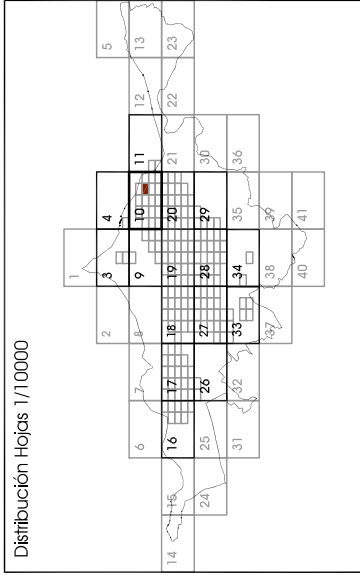 Distribución Hojas 1/10000
1
2 3 4 5
6 7 8 9 10 11 12 13
14 15 16 17 18 19 20 21 22 23
24 25 26 27 28 29 30
31 32 33 34 35 36
37 38 39
40 41